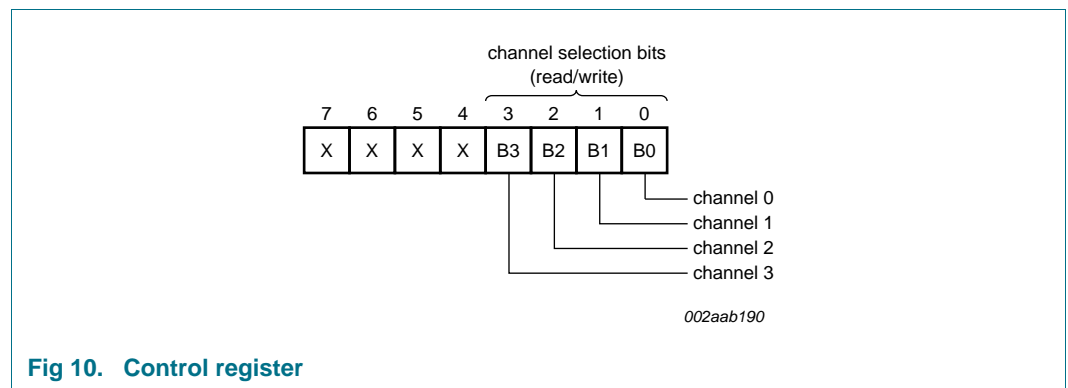 channel selection bits
(read/write)
7 6 5 4 3 2 1 0
X X X X B3 B2 B1 B0
channel 0
channel 1
channel 2
channel 3
002aab190
Fig 10. Control register